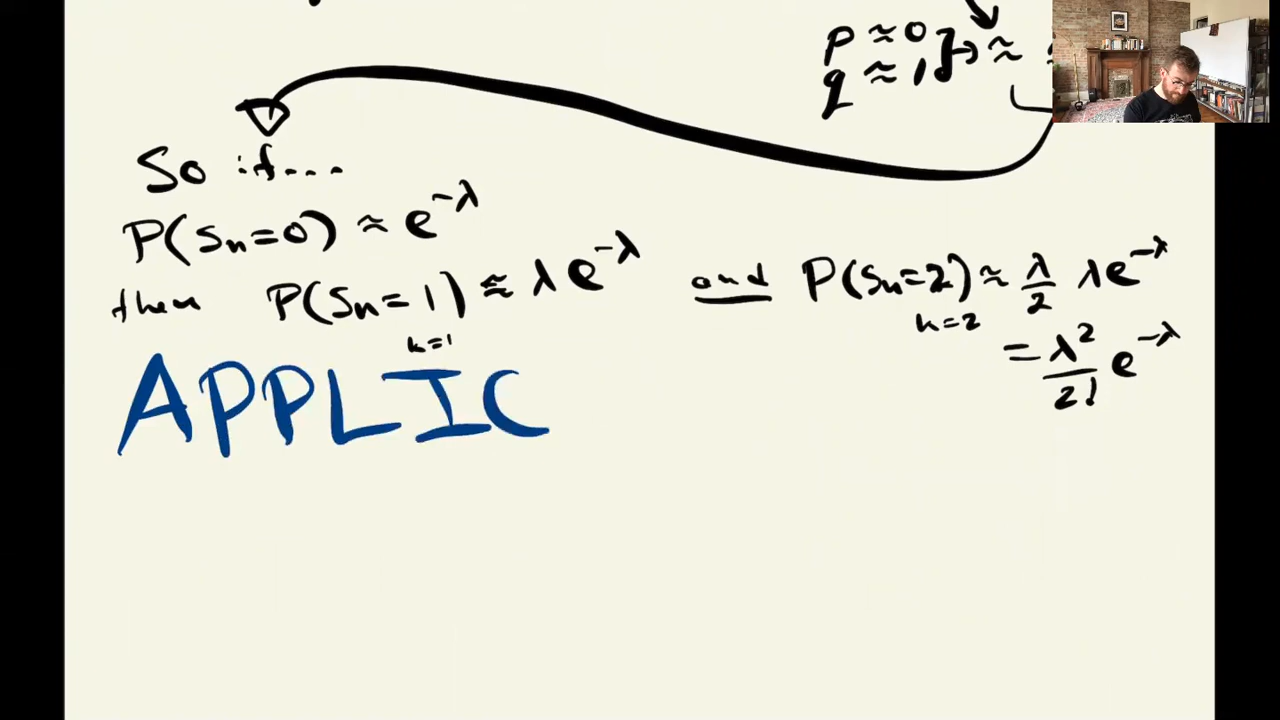 p ≈ 0
q ≈ 1 } → ≈
So if...
P(Sn=0) ≈ e^-λ
then P(Sn=1) ≈ λe^-λ and P(Sn=2) ≈ λ/2 λe^-λ
k=1 k=2
= λ²/2! e^-λ
APPLIC